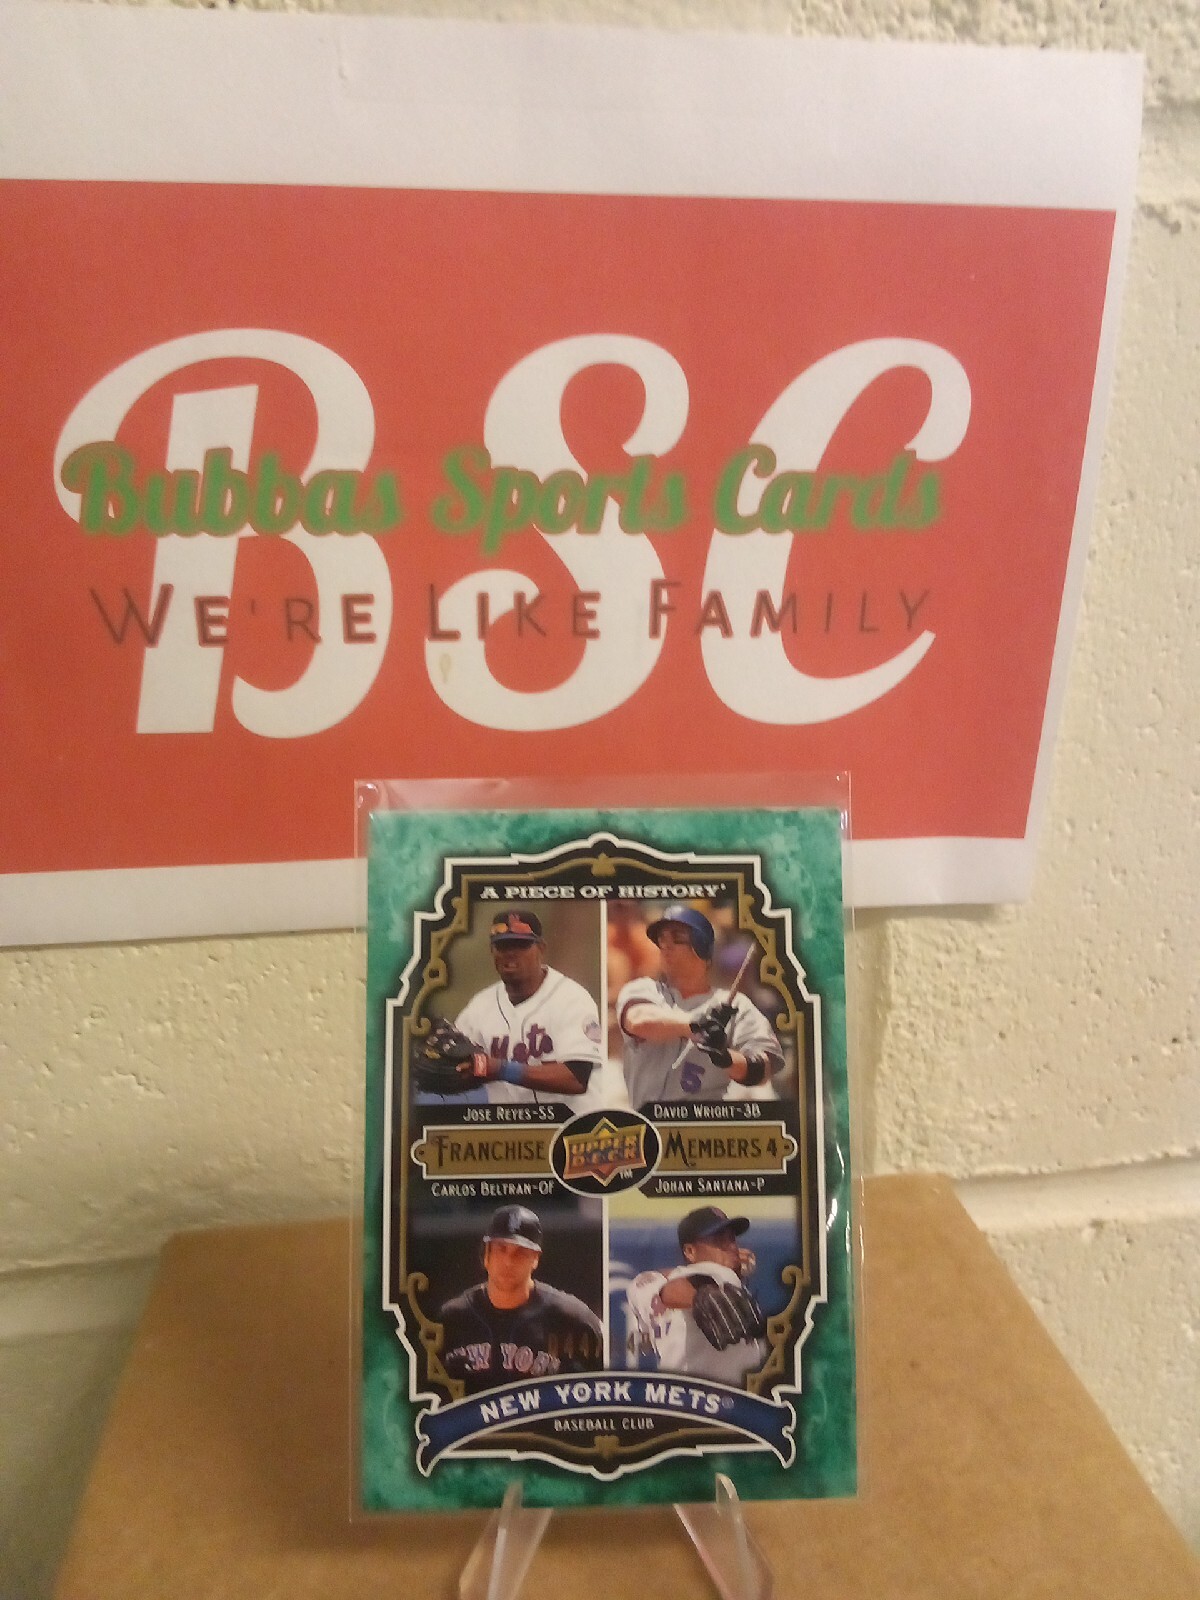 BSC
Bubbas Sports Cards
WE'RE LIKE FAMILY
A PIECE OF HISTORY
Mets
5
JOSE REYES-SS
DAVID WRIGHT-3B
FRANCHISE
UPPER DECK TM
MEMBERS 4
CARLOS BELTRAN-OF
JOHAN SANTANA-P
NEW YORK METS®
BASEBALL CLUB